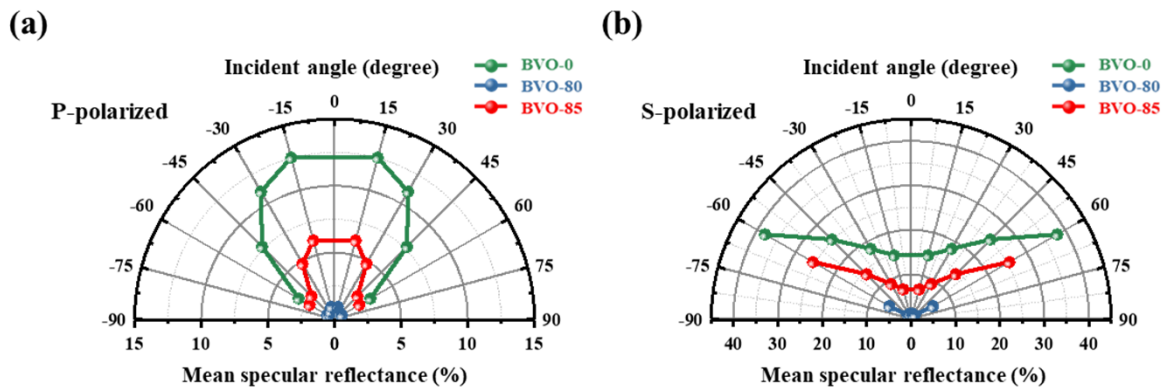 (a)
Incident angle (degree)
BVO-0
BVO-80
BVO-85
P-polarized
-90
-75
-60
-45
-30
-15
0
15
30
45
60
75
90
15 10 5 0 5 10 15
Mean specular reflectance (%)
(b)
Incident angle (degree)
BVO-0
BVO-80
BVO-85
S-polarized
-90
-75
-60
-45
-30
-15
0
15
30
45
60
75
90
40 30 20 10 0 10 20 30 40
Mean specular reflectance (%)